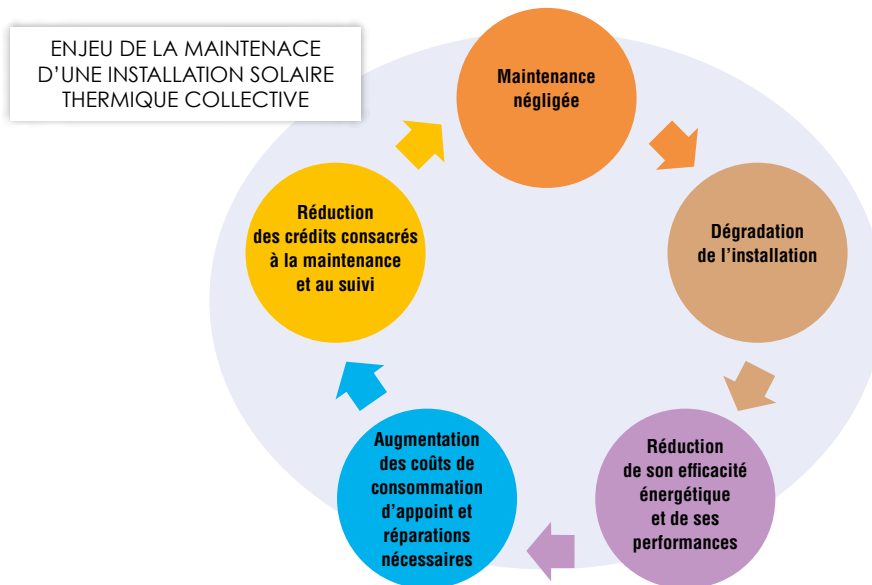 ENJEU DE LA MAINTENACE
D’UNE INSTALLATION SOLAIRE
THERMIQUE COLLECTIVE
Maintenance
négligée
Dégradation
de l’installation
Réduction
de son efficacité
énergétique
et de ses
performances
Augmentation
des coûts de
consommation
d’appoint et
réparations
nécessaires
Réduction
des crédits consacrés
à la maintenance
et au suivi